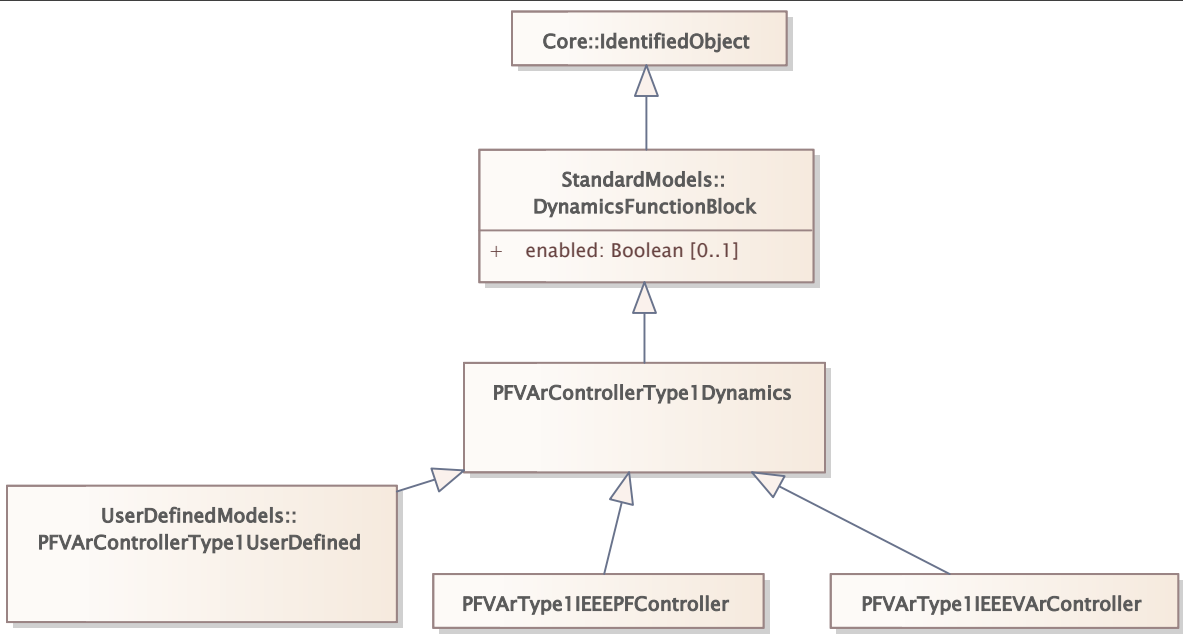 Core::IdentifiedObject
StandardModels::
DynamicsFunctionBlock
+ enabled: Boolean [0..1]
PFVArControllerType1Dynamics
UserDefinedModels::
PFVArControllerType1UserDefined
PFVArType1IEEEPFController
PFVArType1IEEEVArController